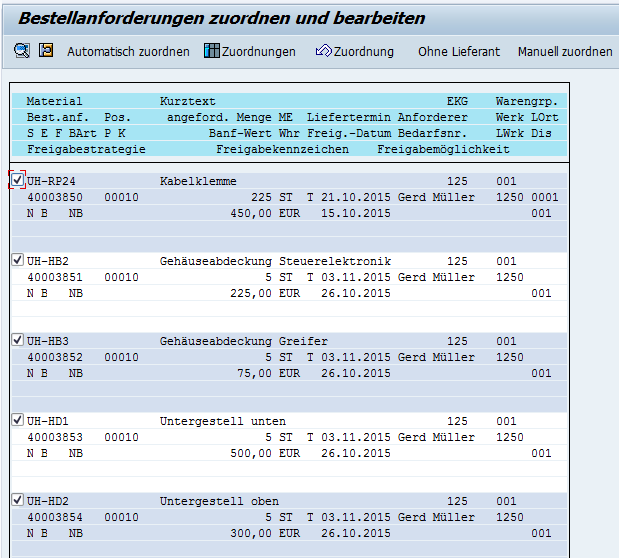 Bestellanforderungen zuordnen und bearbeiten
Automatisch zuordnen Zuordnungen Zuordnung Ohne Lieferant Manuell zuordnen
Material Kurztext EKG Warengrp.
Best.anf. Pos. angeford. Menge ME Liefertermin Anforderer Werk LOrt
S E F BArt P K Banf-Wert Whr Freig.-Datum Bedarfsnr. LWrk Dis
Freigabestrategie Freigabekennzeichen Freigabemöglichkeit
UH-RP24 Kabelklemme 125 001
40003850 00010 225 ST T 21.10.2015 Gerd Müller 1250 0001
N B NB 450,00 EUR 15.10.2015 001
UH-HB2 Gehäuseabdeckung Steuerelektronik 125 001
40003851 00010 5 ST T 03.11.2015 Gerd Müller 1250
N B NB 225,00 EUR 26.10.2015 001
UH-HB3 Gehäuseabdeckung Greifer 125 001
40003852 00010 5 ST T 03.11.2015 Gerd Müller 1250
N B NB 75,00 EUR 26.10.2015 001
UH-HD1 Untergestell unten 125 001
40003853 00010 5 ST T 03.11.2015 Gerd Müller 1250
N B NB 500,00 EUR 26.10.2015 001
UH-HD2 Untergestell oben 125 001
40003854 00010 5 ST T 03.11.2015 Gerd Müller 1250
N B NB 300,00 EUR 26.10.2015 001